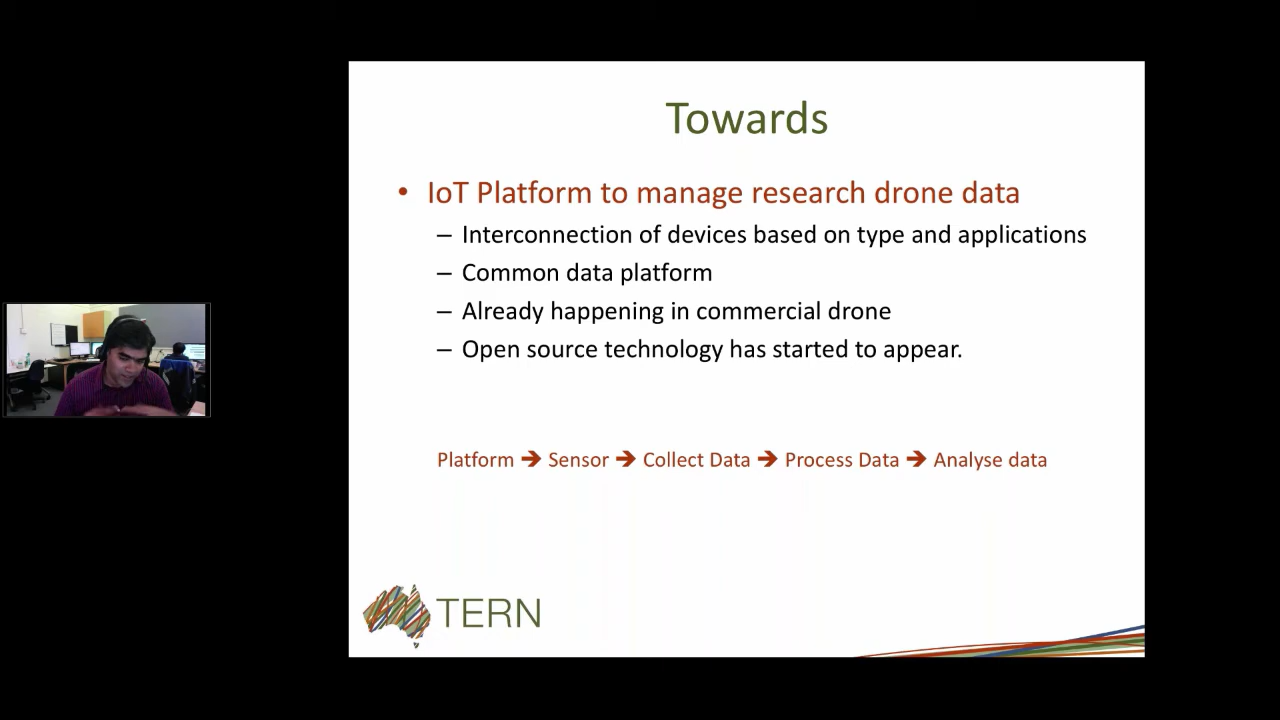 Towards
• IoT Platform to manage research drone data
– Interconnection of devices based on type and applications
– Common data platform
– Already happening in commercial drone
– Open source technology has started to appear.
Platform ➔ Sensor ➔ Collect Data ➔ Process Data ➔ Analyse data
TERN